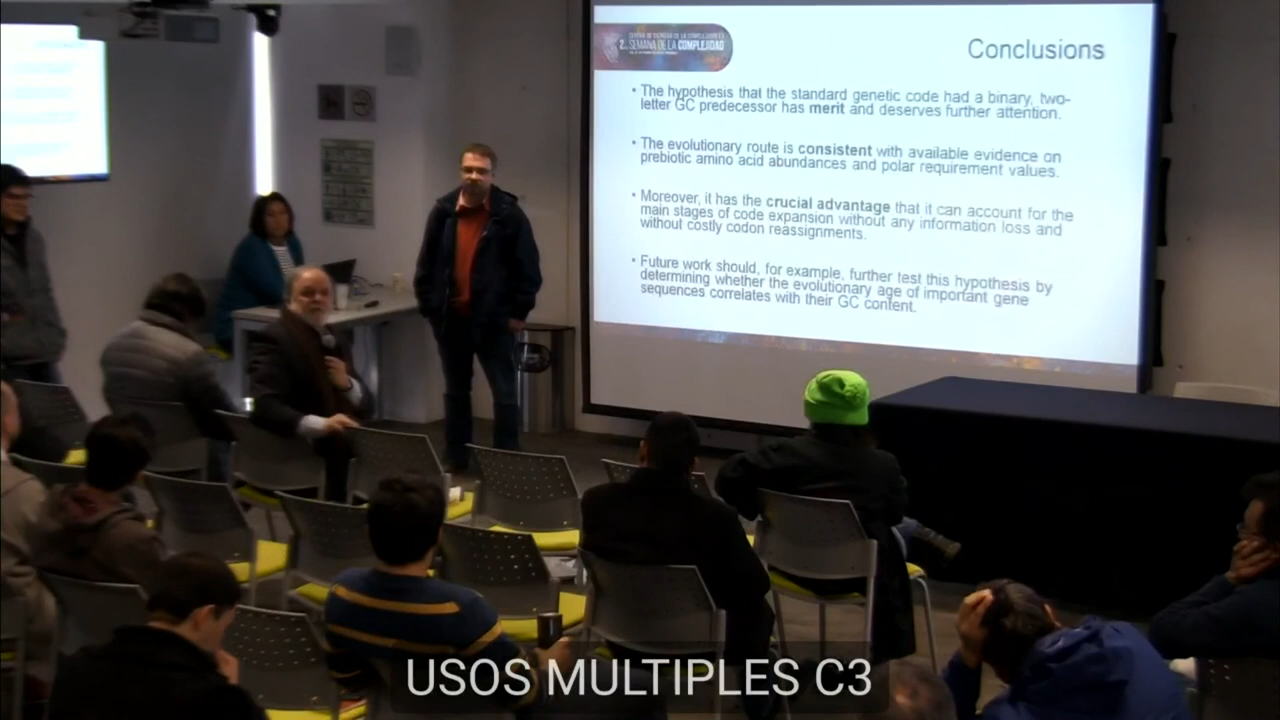 2ª SEMANA DE LA COMPLEJIDAD
Conclusions
• The hypothesis that the standard genetic code had a binary, two-
letter GC predecessor has merit and deserves further attention.
• The evolutionary route is consistent with available evidence on
prebiotic amino acid abundances and polar requirement values.
• Moreover, it has the crucial advantage that it can account for the
main stages of code expansion without any information loss and
without costly codon reassignments.
• Future work should, for example, further test this hypothesis by
determining whether the evolutionary age of important gene
sequences correlates with their GC content.
USOS MULTIPLES C3